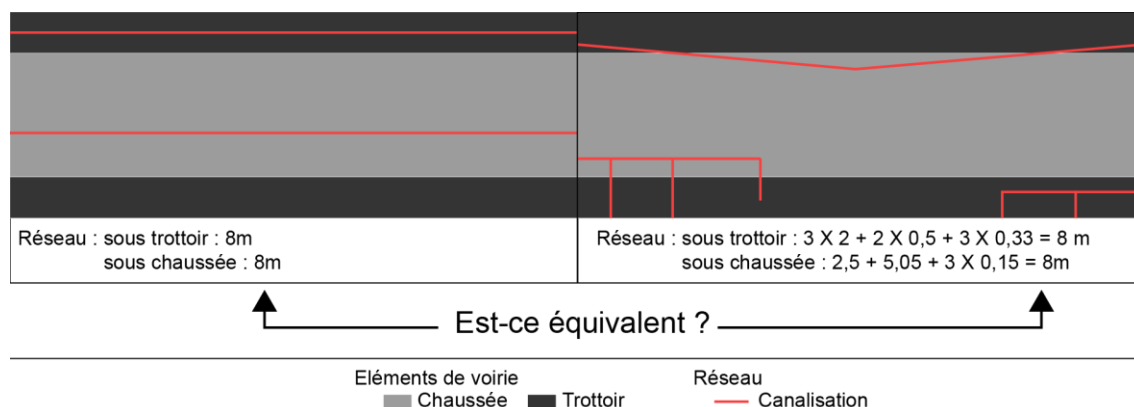 Réseau : sous trottoir : 8m
sous chaussée : 8m
Réseau : sous trottoir : 3 X 2 + 2 X 0,5 + 3 X 0,33 = 8 m
sous chaussée : 2,5 + 5,05 + 3 X 0,15 = 8m
Est-ce équivalent ?
Eléments de voirie
Chaussée
Trottoir
Réseau
Canalisation